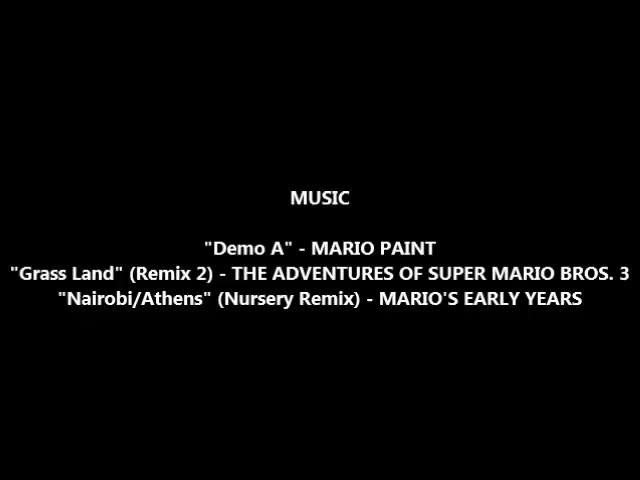 MUSIC
"Demo A" - MARIO PAINT
"Grass Land" (Remix 2) - THE ADVENTURES OF SUPER MARIO BROS. 3
"Nairobi/Athens" (Nursery Remix) - MARIO'S EARLY YEARS